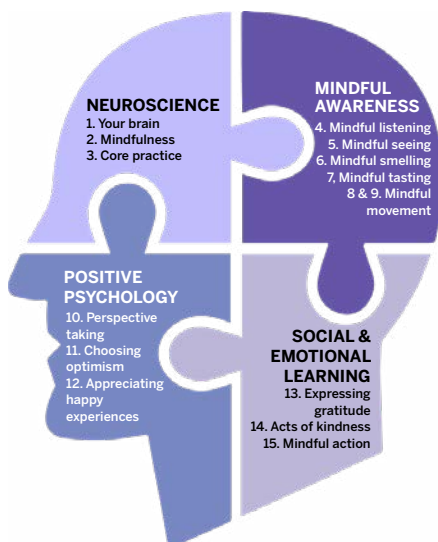 NEUROSCIENCE
1. Your brain
2. Mindfulness
3. Core practice
MINDFUL
AWARENESS
4. Mindful listening
5. Mindful seeing
6. Mindful smelling
7, Mindful tasting
8 & 9. Mindful
movement
POSITIVE
PSYCHOLOGY
10. Perspective
taking
11. Choosing
optimism
12. Appreciating
happy
experiences
SOCIAL &
EMOTIONAL
LEARNING
13. Expressing
gratitude
14. Acts of kindness
15. Mindful action